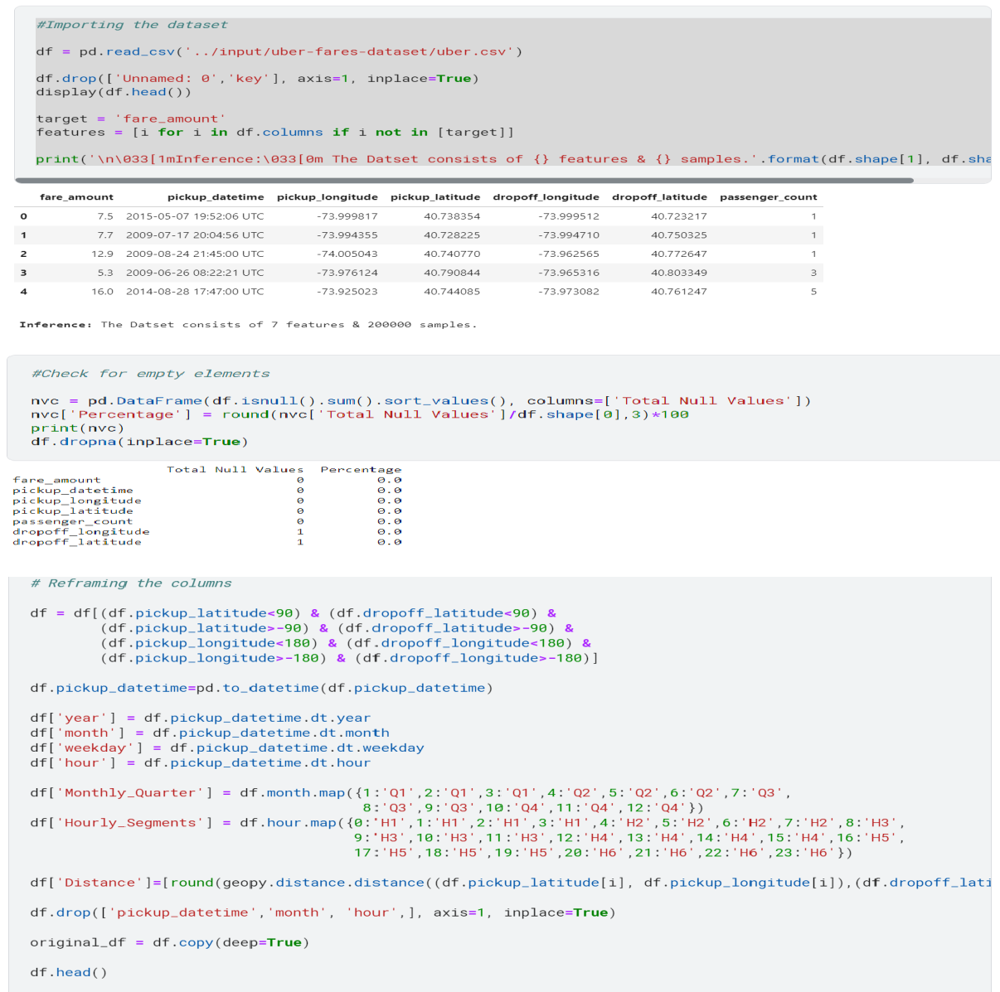 #Importing the dataset
df = pd.read_csv('../input/uber-fares-dataset/uber.csv')
df.drop(['Unnamed: 0','key'], axis=1, inplace=True)
display(df.head())
target = 'fare_amount'
features = [i for i in df.columns if i not in [target]]
print('\n\033[1mInference:\033[0m The Datset consists of {} features & {} samples.'.format(df.shape[1], df.sha
fare_amount pickup_datetime pickup_longitude pickup_latitude dropoff_longitude dropoff_latitude passenger_count
0 7.5 2015-05-07 19:52:06 UTC -73.999817 40.738354 -73.999512 40.723217 1
1 7.7 2009-07-17 20:04:56 UTC -73.994355 40.728225 -73.994710 40.750325 1
2 12.9 2009-08-24 21:45:00 UTC -74.005043 40.740770 -73.962565 40.772647 1
3 5.3 2009-06-26 08:22:21 UTC -73.976124 40.790844 -73.965316 40.803349 3
4 16.0 2014-08-28 17:47:00 UTC -73.925023 40.744085 -73.973082 40.761247 5
Inference: The Datset consists of 7 features & 200000 samples.
#Check for empty elements
nvc = pd.DataFrame(df.isnull().sum().sort_values(), columns=['Total Null Values'])
nvc['Percentage'] = round(nvc['Total Null Values']/df.shape[0],3)*100
print(nvc)
df.dropna(inplace=True)
Total Null Values Percentage
fare_amount 0 0.0
pickup_datetime 0 0.0
pickup_longitude 0 0.0
pickup_latitude 0 0.0
passenger_count 0 0.0
dropoff_longitude 1 0.0
dropoff_latitude 1 0.0
# Reframing the columns
df = df[(df.pickup_latitude<90) & (df.dropoff_latitude<90) &
(df.pickup_latitude>-90) & (df.dropoff_latitude>-90) &
(df.pickup_longitude<180) & (df.dropoff_longitude<180) &
(df.pickup_longitude>-180) & (df.dropoff_longitude>-180)]
df.pickup_datetime=pd.to_datetime(df.pickup_datetime)
df['year'] = df.pickup_datetime.dt.year
df['month'] = df.pickup_datetime.dt.month
df['weekday'] = df.pickup_datetime.dt.weekday
df['hour'] = df.pickup_datetime.dt.hour
df['Monthly_Quarter'] = df.month.map({1:'Q1',2:'Q1',3:'Q1',4:'Q2',5:'Q2',6:'Q2',7:'Q3',
8:'Q3',9:'Q3',10:'Q4',11:'Q4',12:'Q4'})
df['Hourly_Segments'] = df.hour.map({0:'H1',1:'H1',2:'H1',3:'H1',4:'H2',5:'H2',6:'H2',7:'H2',8:'H3',
9:'H3',10:'H3',11:'H3',12:'H4',13:'H4',14:'H4',15:'H4',16:'H5',
17:'H5',18:'H5',19:'H5',20:'H6',21:'H6',22:'H6',23:'H6'})
df['Distance']=[round(geopy.distance.distance((df.pickup_latitude[i], df.pickup_longitude[i]),(df.dropoff_lati
df.drop(['pickup_datetime','month', 'hour',], axis=1, inplace=True)
original_df = df.copy(deep=True)
df.head()